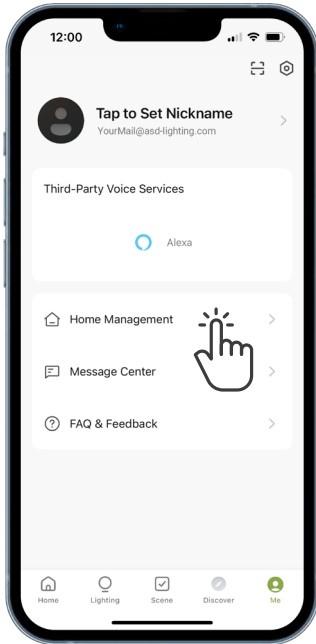 12:00
Tap to Set Nickname
YourMail@asd-lighting.com
Third-Party Voice Services
Alexa
Home Management
Message Center
FAQ & Feedback
Home Lighting Scene Discover Me